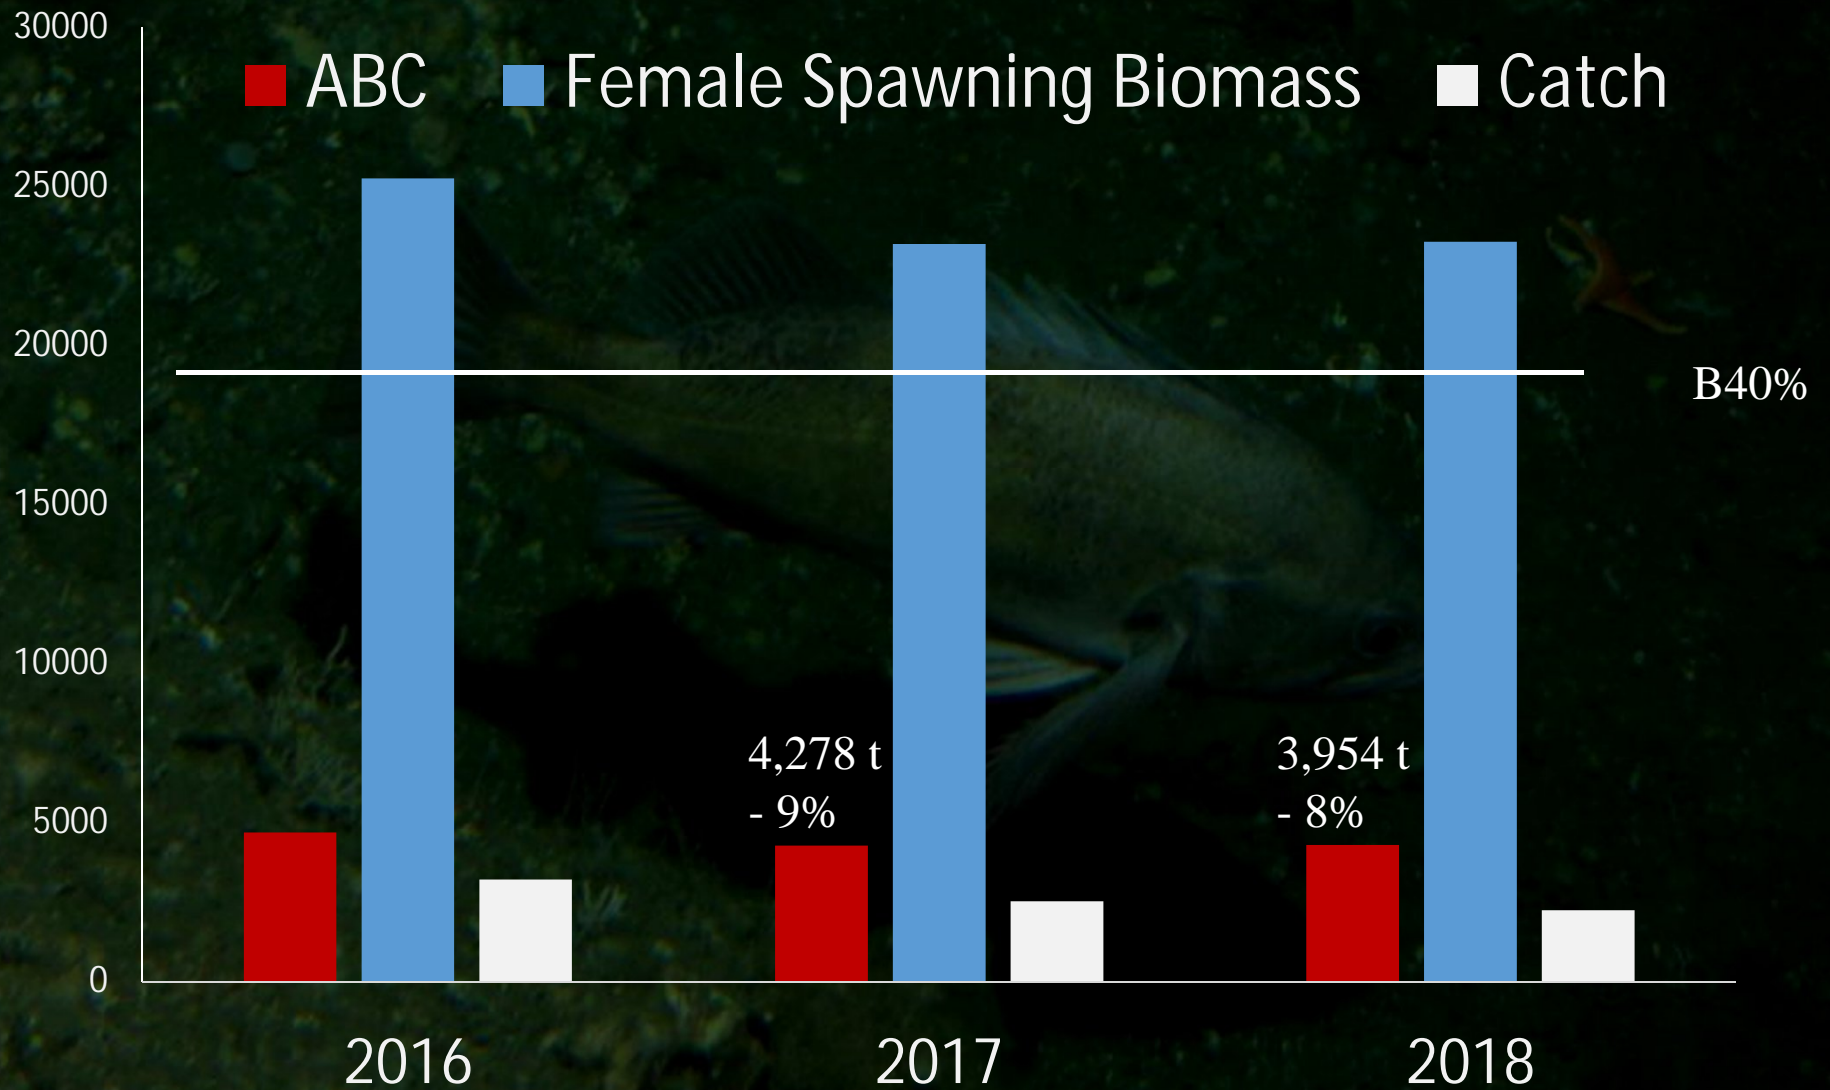 30000
ABC Female Spawning Biomass Catch
25000
20000
B40%
15000
10000
4,278 t
- 9%
3,954 t
- 8%
5000
0
2016 2017 2018